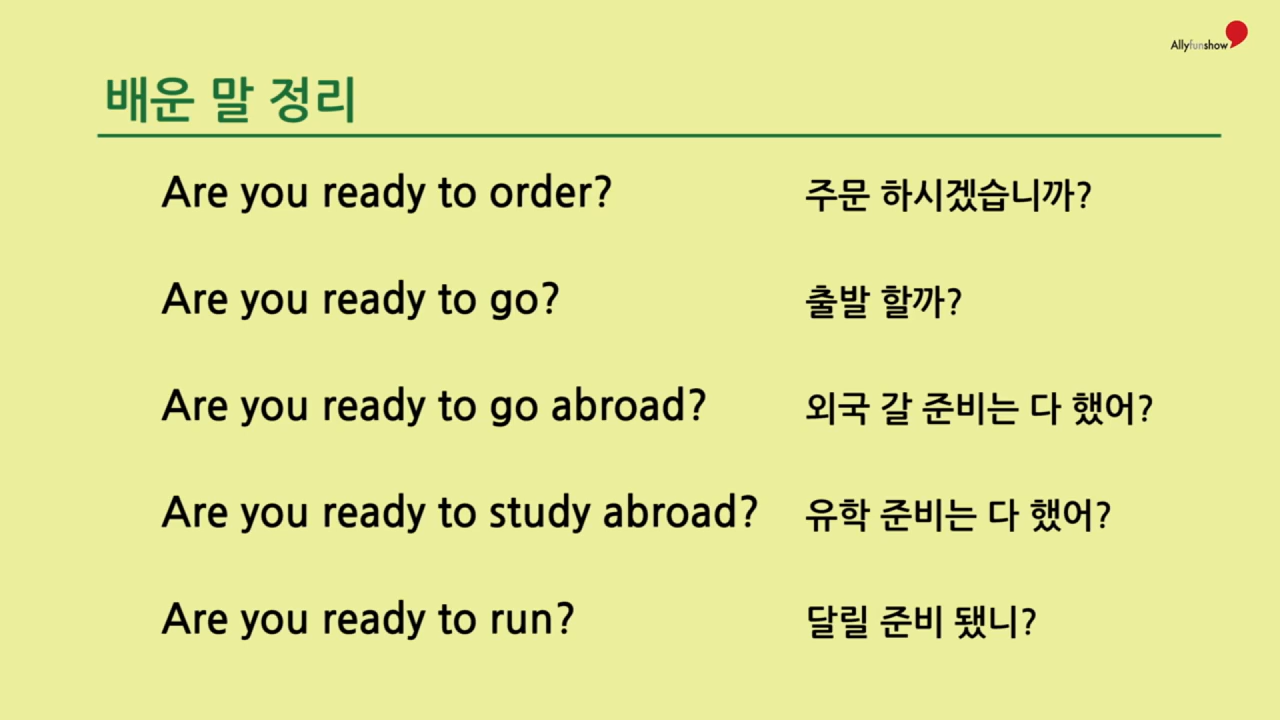 Allyfunshow
배운 말 정리
Are you ready to order? 주문 하시겠습니까?
Are you ready to go? 출발 할까?
Are you ready to go abroad? 외국 갈 준비는 다 했어?
Are you ready to study abroad? 유학 준비는 다 했어?
Are you ready to run? 달릴 준비 됐니?